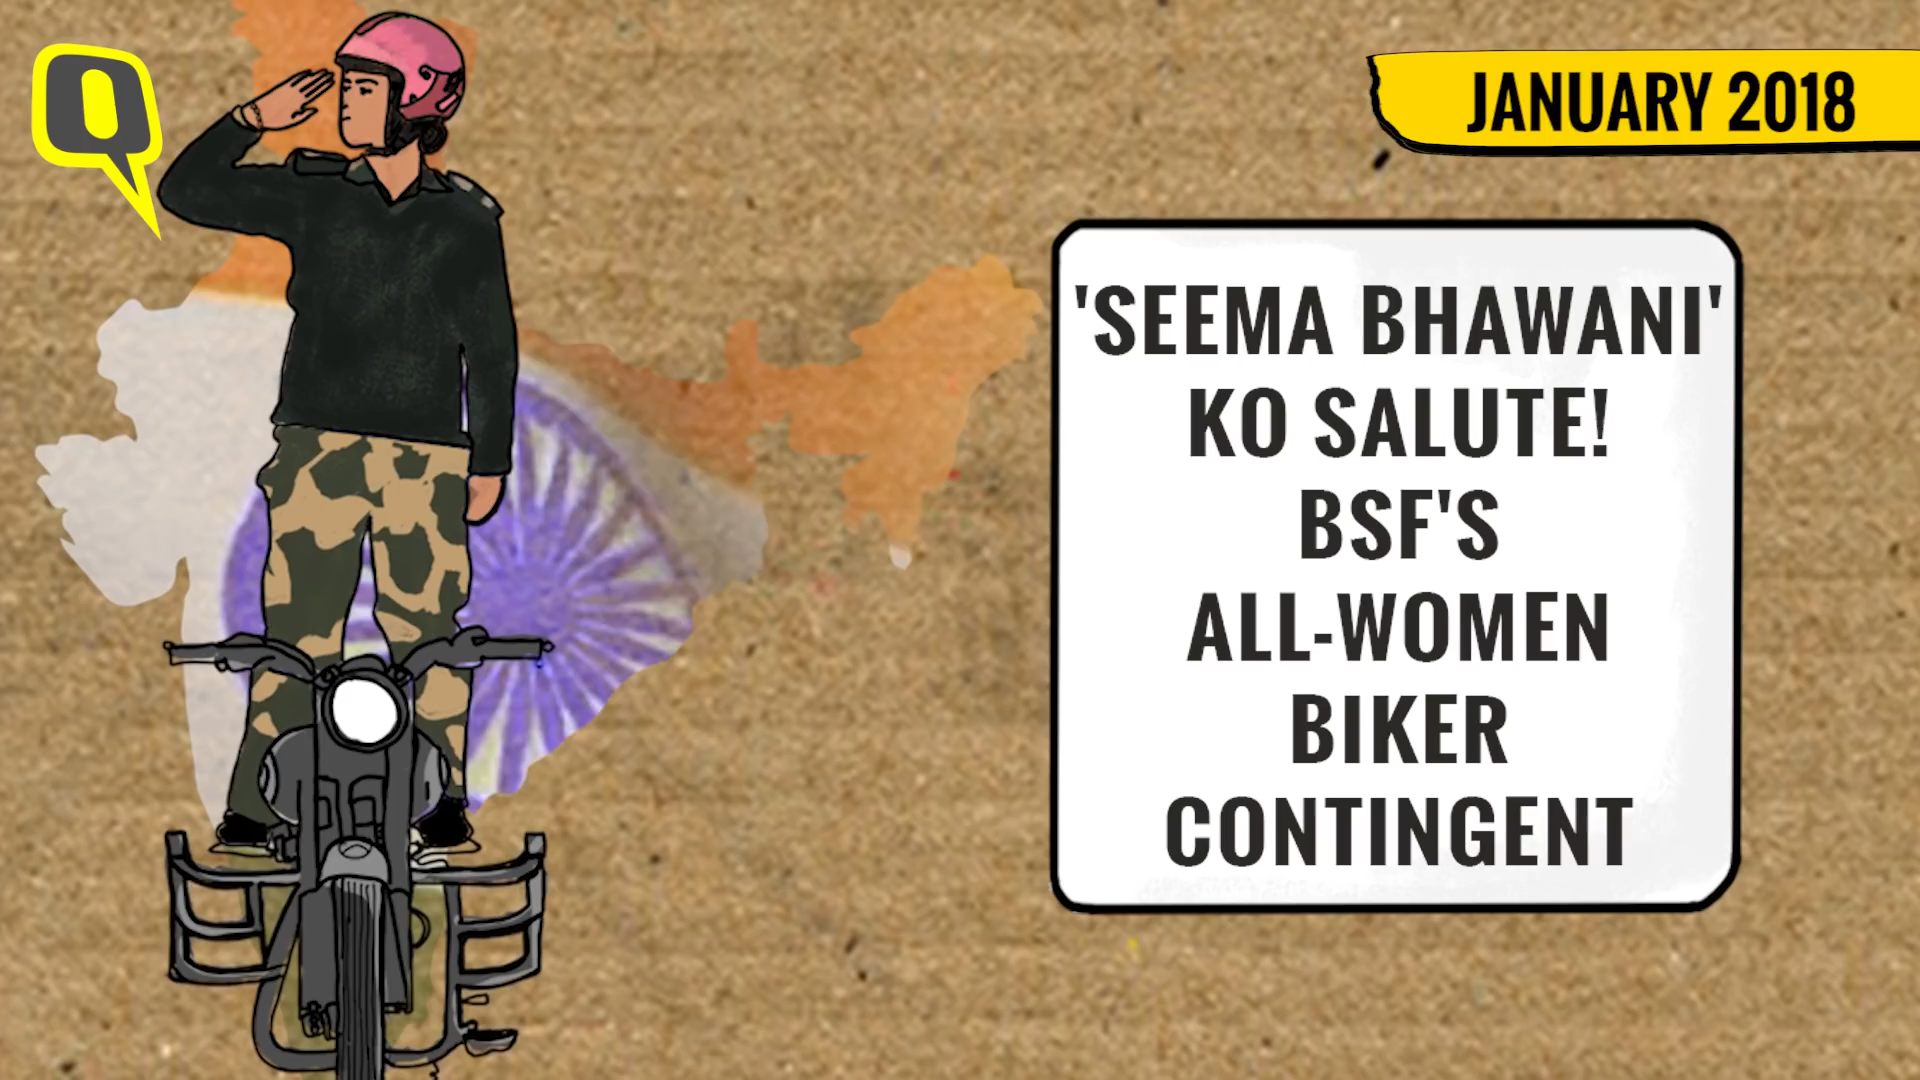 Q
JANUARY 2018
'SEEMA BHAWANI'
KO SALUTE!
BSF'S
ALL-WOMEN
BIKER
CONTINGENT